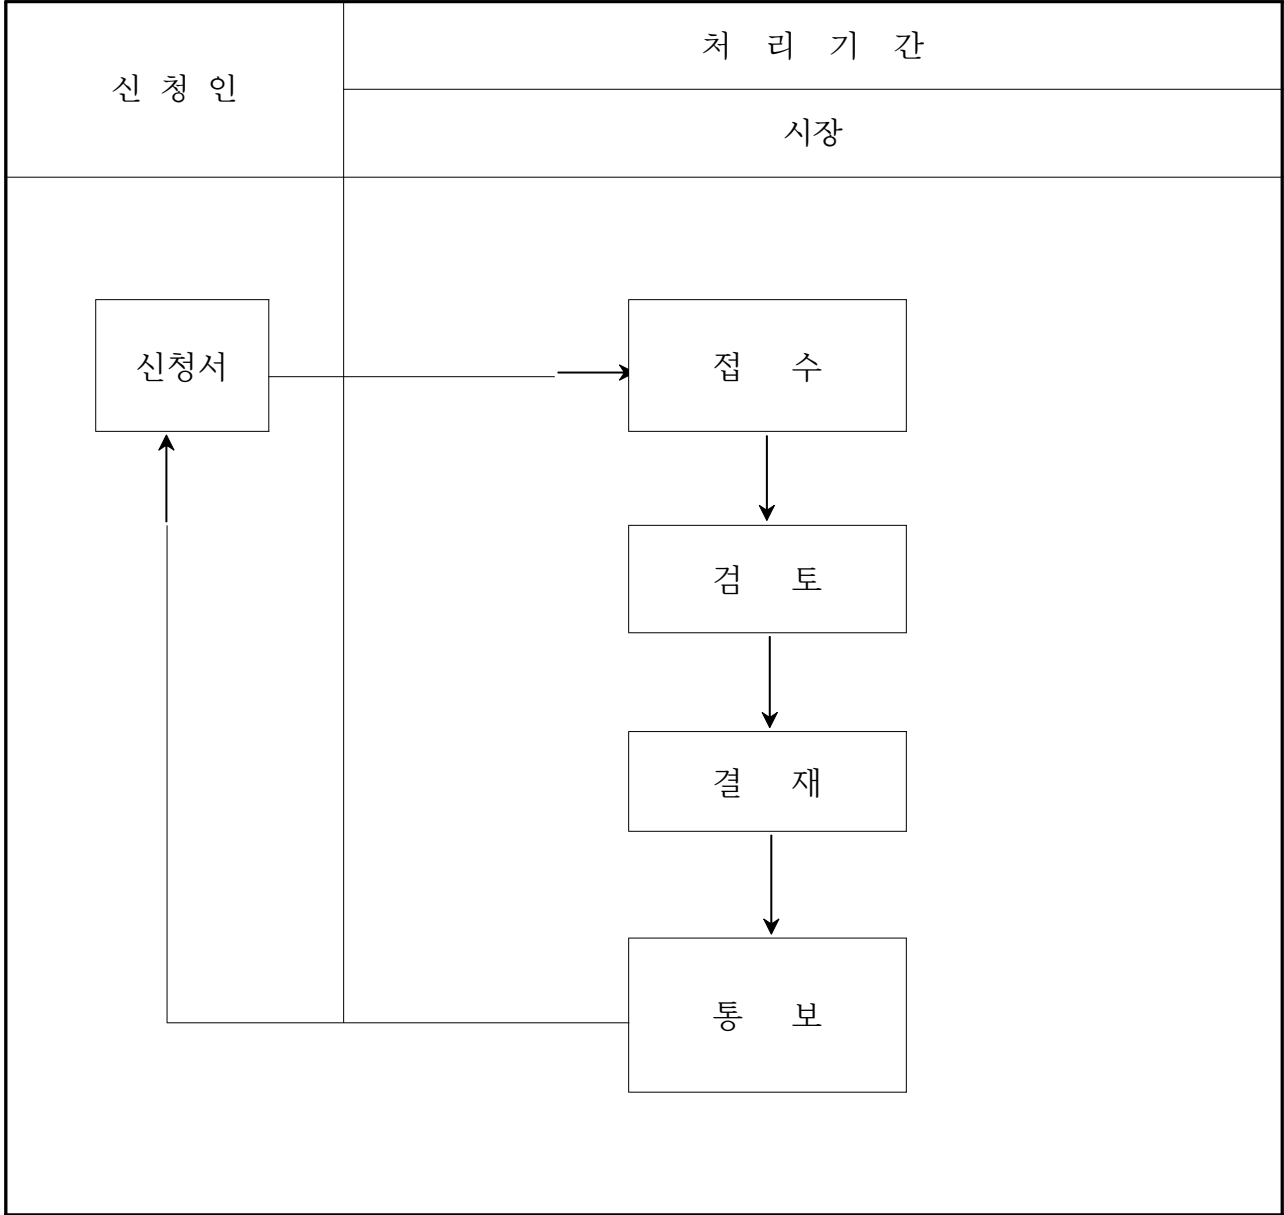 처 리 기 간
신 청 인
시장
신청서
접 수
검 토
결 재
통 보